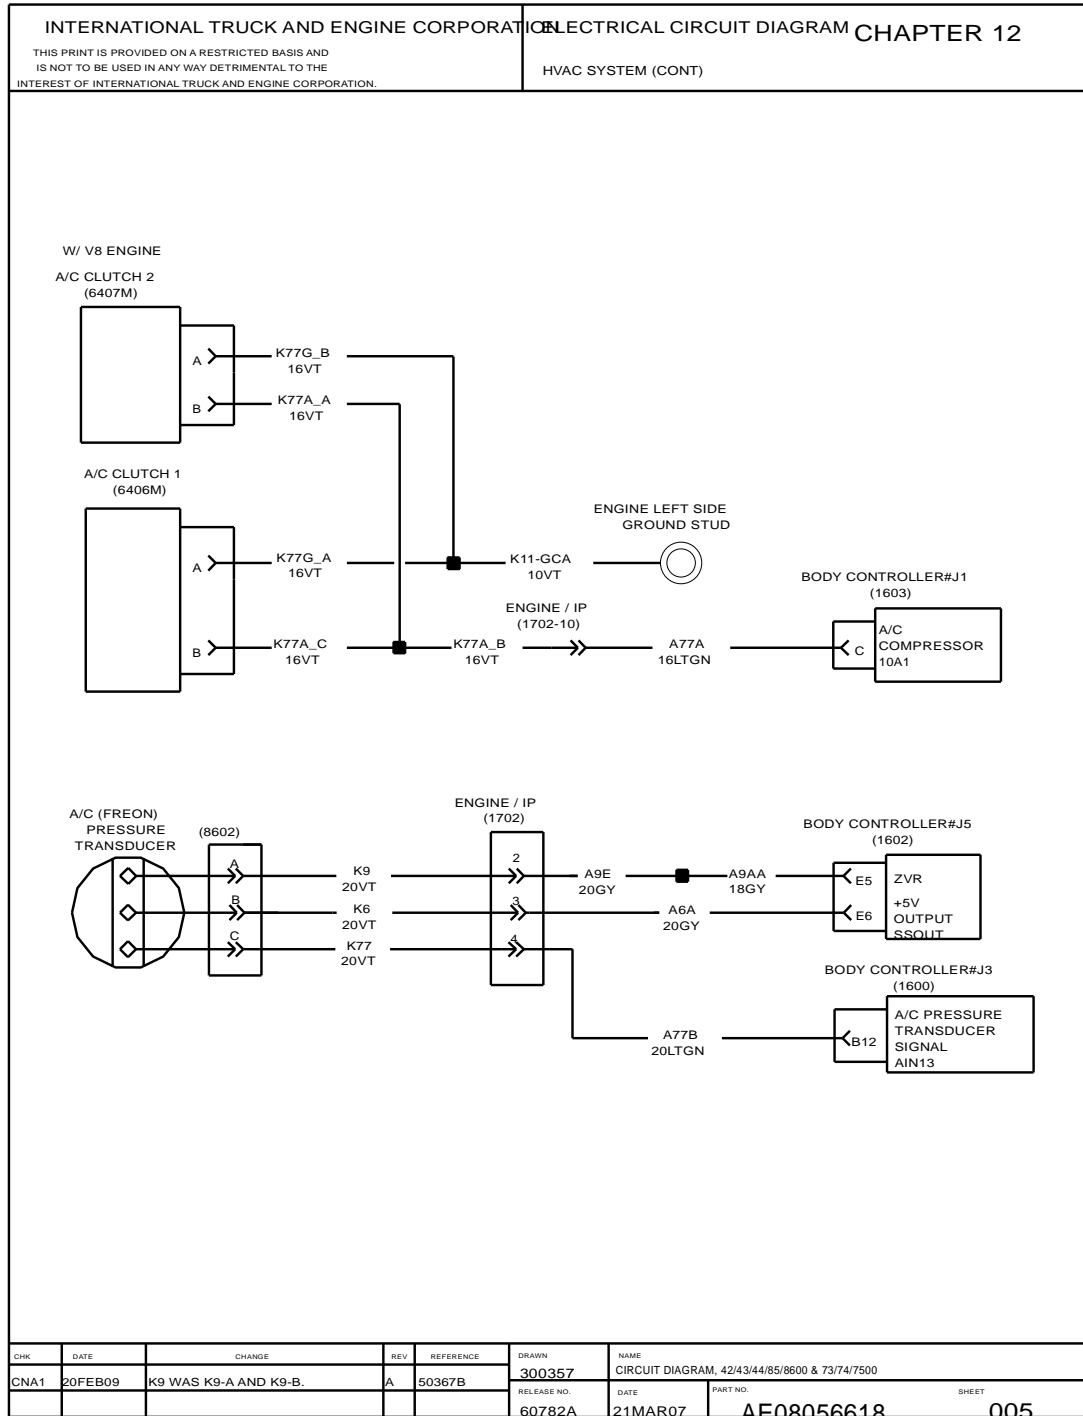 INTERNATIONAL TRUCK AND ENGINE CORPORATION
THIS PRINT IS PROVIDED ON A RESTRICTED BASIS AND
IS NOT TO BE USED IN ANY WAY DETRIMENTAL TO THE
INTEREST OF INTERNATIONAL TRUCK AND ENGINE CORPORATION.
ELECTRICAL CIRCUIT DIAGRAM CHAPTER 12
HVAC SYSTEM (CONT)
W/ V8 ENGINE
A/C CLUTCH 2
(6407M)
A
K77G_B
16VT
B
K77A_A
16VT
A/C CLUTCH 1
(6406M)
A
K77G_A
16VT
K11-GCA
10VT
ENGINE LEFT SIDE
GROUND STUD
B
K77A_C
16VT
K77A_B
16VT
ENGINE / IP
(1702-10)
A77A
16LTGN
BODY CONTROLLER#J1
(1603)
C
A/C
COMPRESSOR
10A1
A/C (FREON)
PRESSURE
TRANSDUCER
(8602)
A
B
C
K9
20VT
K6
20VT
K77
20VT
ENGINE / IP
(1702)
2
3
4
A9E
20GY
A9AA
18GY
A6A
20GY
BODY CONTROLLER#J5
(1602)
E5
ZVR
E6
+5V
OUTPUT
SSOUT
A77B
20LTGN
BODY CONTROLLER#J3
(1600)
B12
A/C PRESSURE
TRANSDUCER
SIGNAL
AIN13
CHK DATE CHANGE REV REFERENCE
CNA1 20FEB09 K9 WAS K9-A AND K9-B. A 50367B
DRAWN
300357
NAME
CIRCUIT DIAGRAM, 42/43/44/85/8600 & 73/74/7500
RELEASE NO.
60782A
DATE
21MAR07
PART NO.
AE08056618
SHEET
005